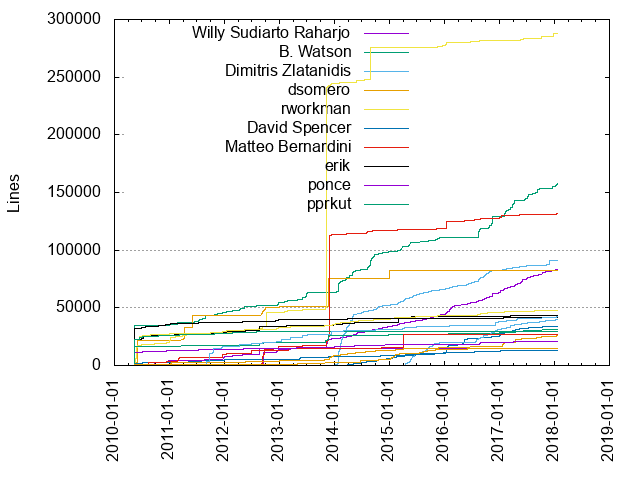 300000
250000
200000
150000
100000
50000
0
Lines
Willy Sudiarto Raharjo
B. Watson
Dimitris Zlatanidis
dsomero
rworkman
David Spencer
Matteo Bernardini
erik
ponce
pprkut
2010-01-01
2011-01-01
2012-01-01
2013-01-01
2014-01-01
2015-01-01
2016-01-01
2017-01-01
2018-01-01
2019-01-01